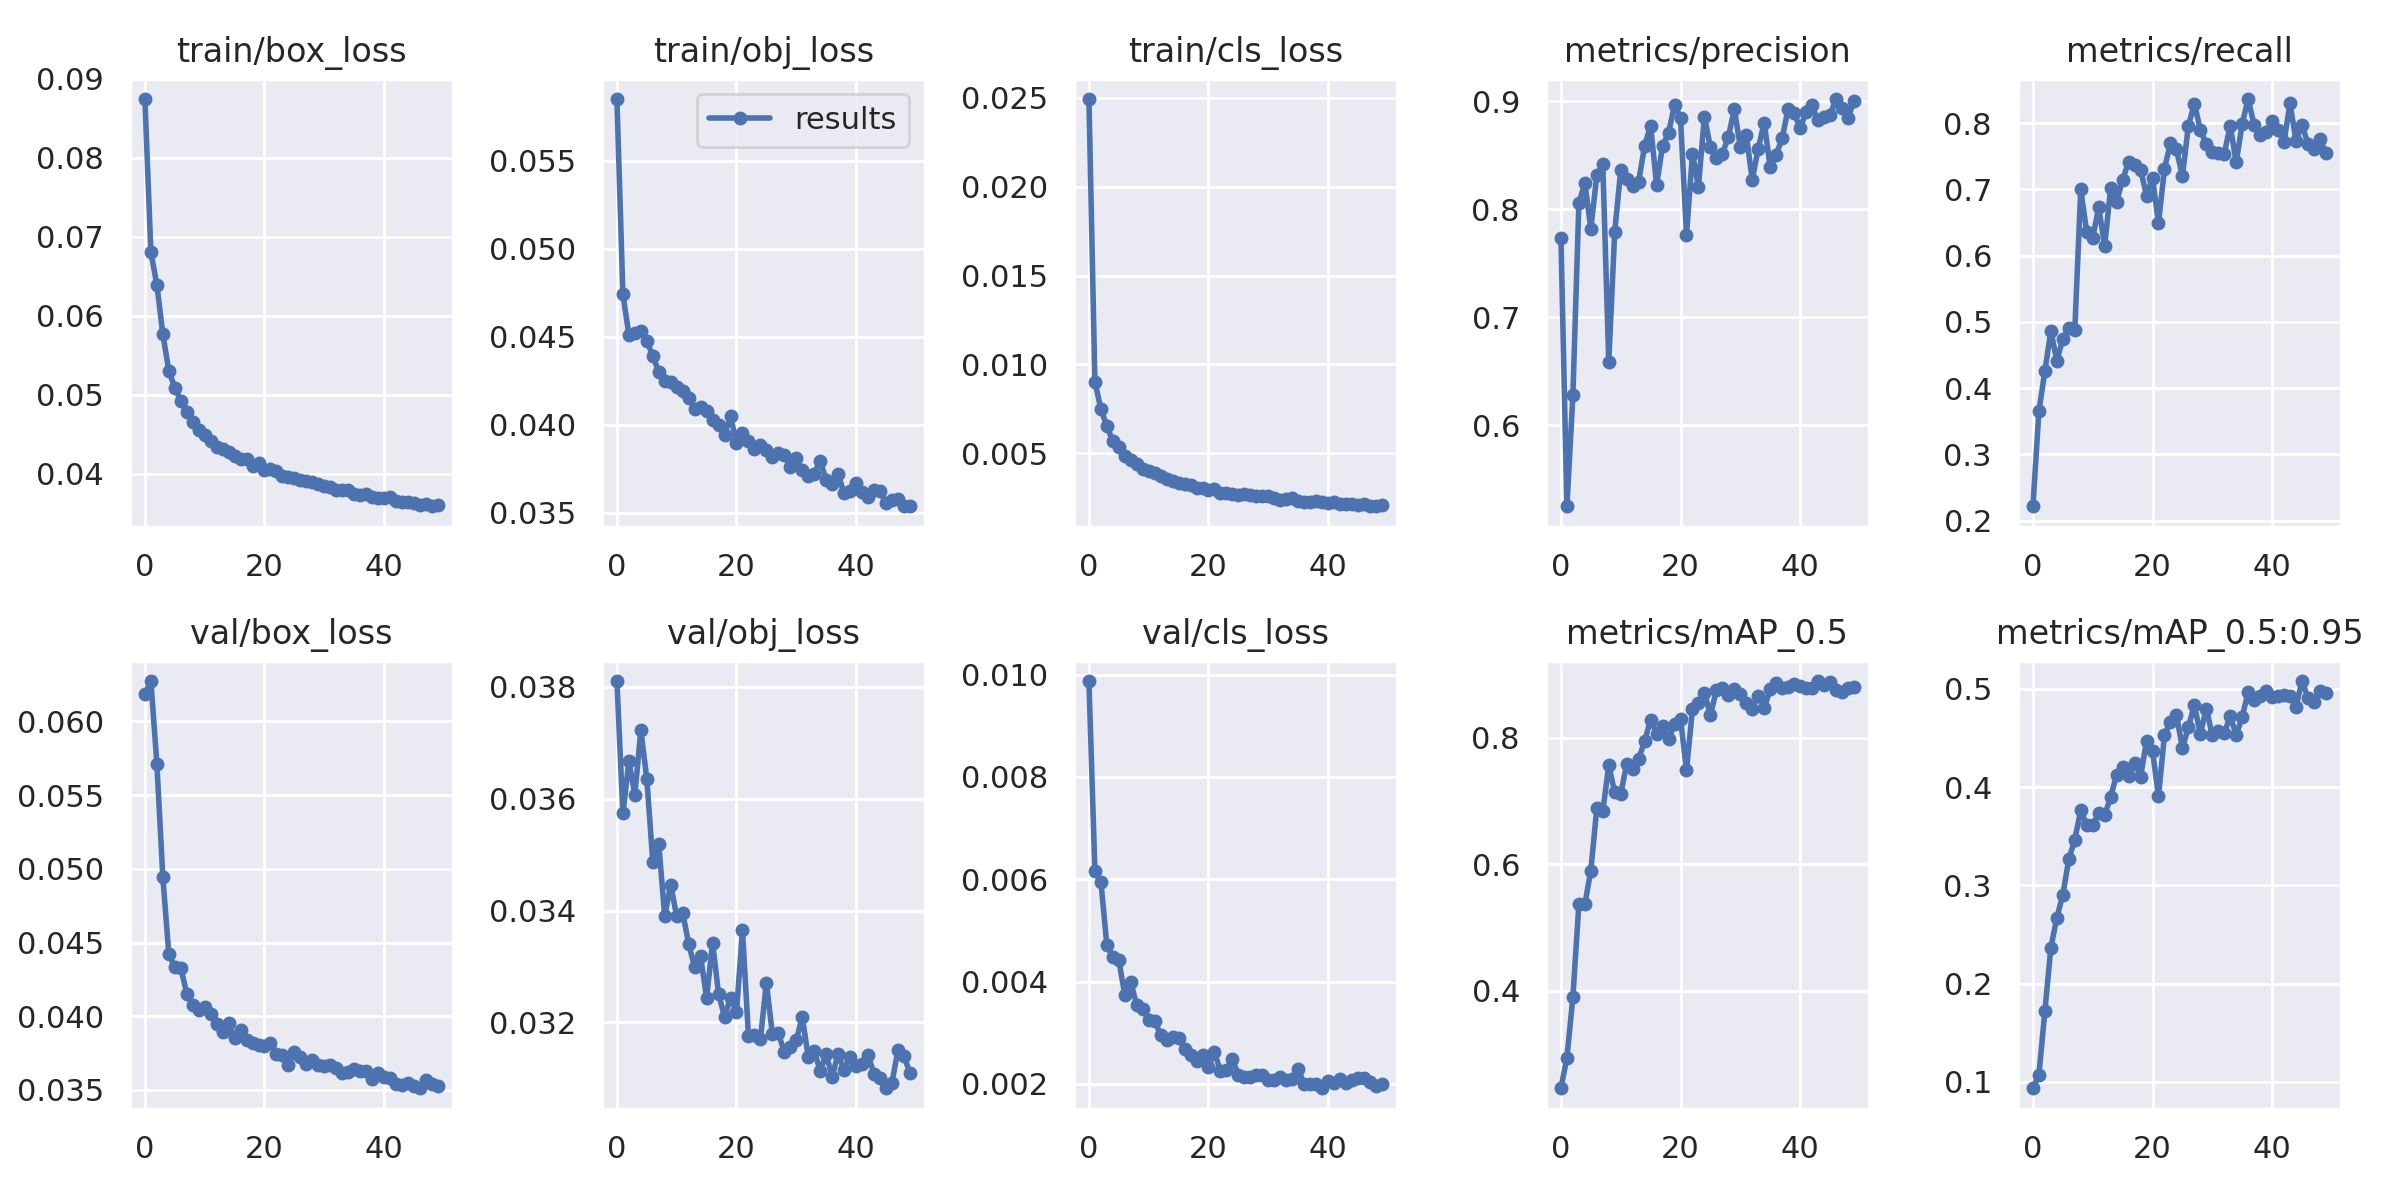 train/box_loss
0.09
0.08
0.07
0.06
0.05
0.04
0 20 40
train/obj_loss
results
0.055
0.050
0.045
0.040
0.035
0 20 40
train/cls_loss
0.025
0.020
0.015
0.010
0.005
0 20 40
metrics/precision
0.9
0.8
0.7
0.6
0 20 40
metrics/recall
0.8
0.7
0.6
0.5
0.4
0.3
0.2
0 20 40
val/box_loss
0.060
0.055
0.050
0.045
0.040
0.035
0 20 40
val/obj_loss
0.038
0.036
0.034
0.032
0 20 40
val/cls_loss
0.010
0.008
0.006
0.004
0.002
0 20 40
metrics/mAP_0.5
0.8
0.6
0.4
0 20 40
metrics/mAP_0.5:0.95
0.5
0.4
0.3
0.2
0.1
0 20 40